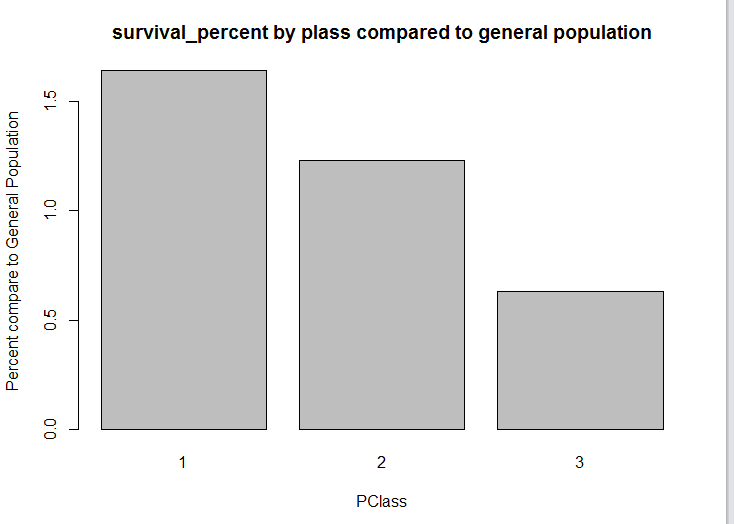 survival_percent by plass compared to general population
Percent compare to General Population
1.5
1.0
0.5
0.0
1 2 3
PClass